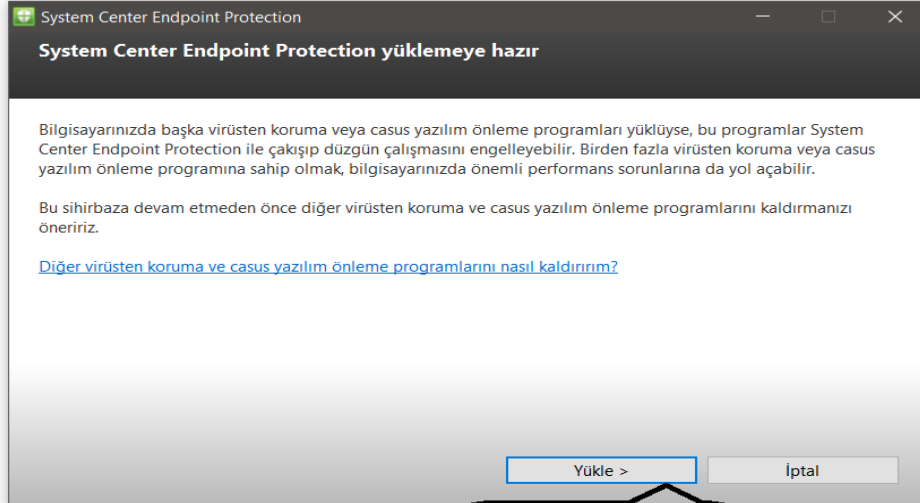 System Center Endpoint Protection
System Center Endpoint Protection yüklemeye hazır
Bilgisayarınızda başka virüsten koruma veya casus yazılım önleme programları yüklüyse, bu programlar System
Center Endpoint Protection ile çakışıp düzgün çalışmasını engelleyebilir. Birden fazla virüsten koruma veya casus
yazılım önleme programına sahip olmak, bilgisayarınızda önemli performans sorunlarına da yol açabilir.
Bu sihirbaza devam etmeden önce diğer virüsten koruma ve casus yazılım önleme programlarını kaldırmanızı
öneririz.
Diğer virüsten koruma ve casus yazılım önleme programlarını nasıl kaldırırım?
Yükle >
İptal